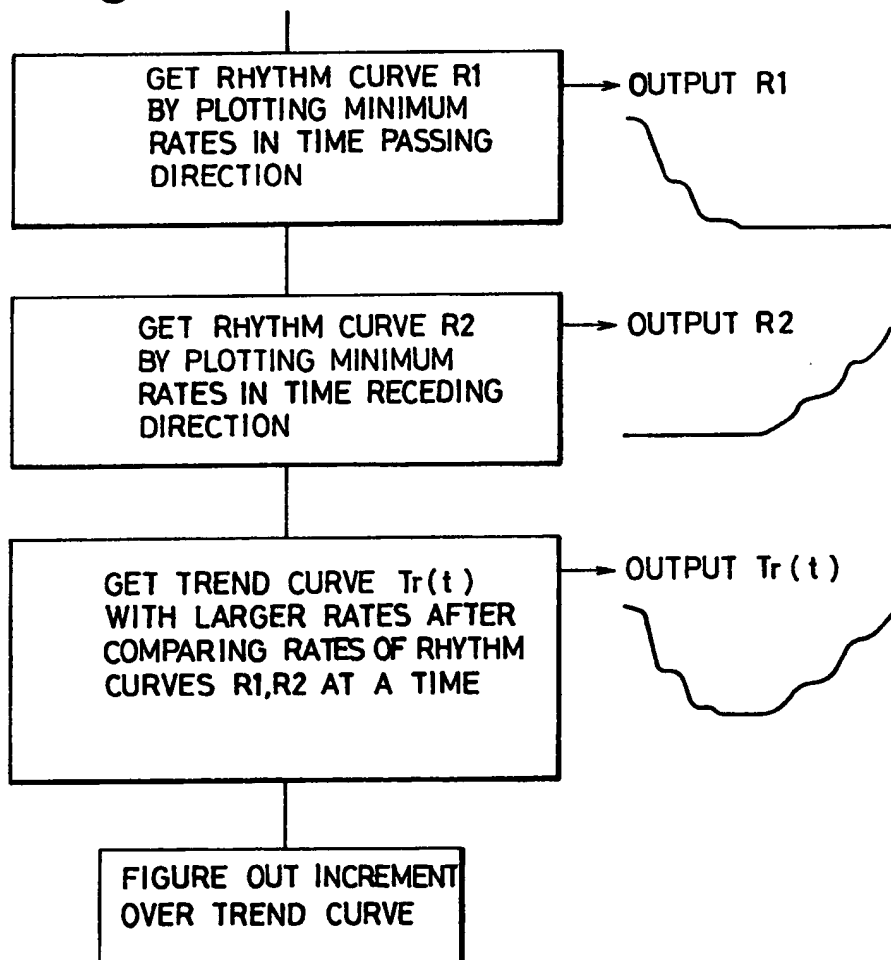 GET RHYTHM CURVE R1
BY PLOTTING MINIMUM
RATES IN TIME PASSING
DIRECTION
OUTPUT R1
GET RHYTHM CURVE R2
BY PLOTTING MINIMUM
RATES IN TIME RECEDING
DIRECTION
OUTPUT R2
GET TREND CURVE Tr(t)
WITH LARGER RATES AFTER
COMPARING RATES OF RHYTHM
CURVES R1,R2 AT A TIME
OUTPUT Tr(t)
FIGURE OUT INCREMENT
OVER TREND CURVE